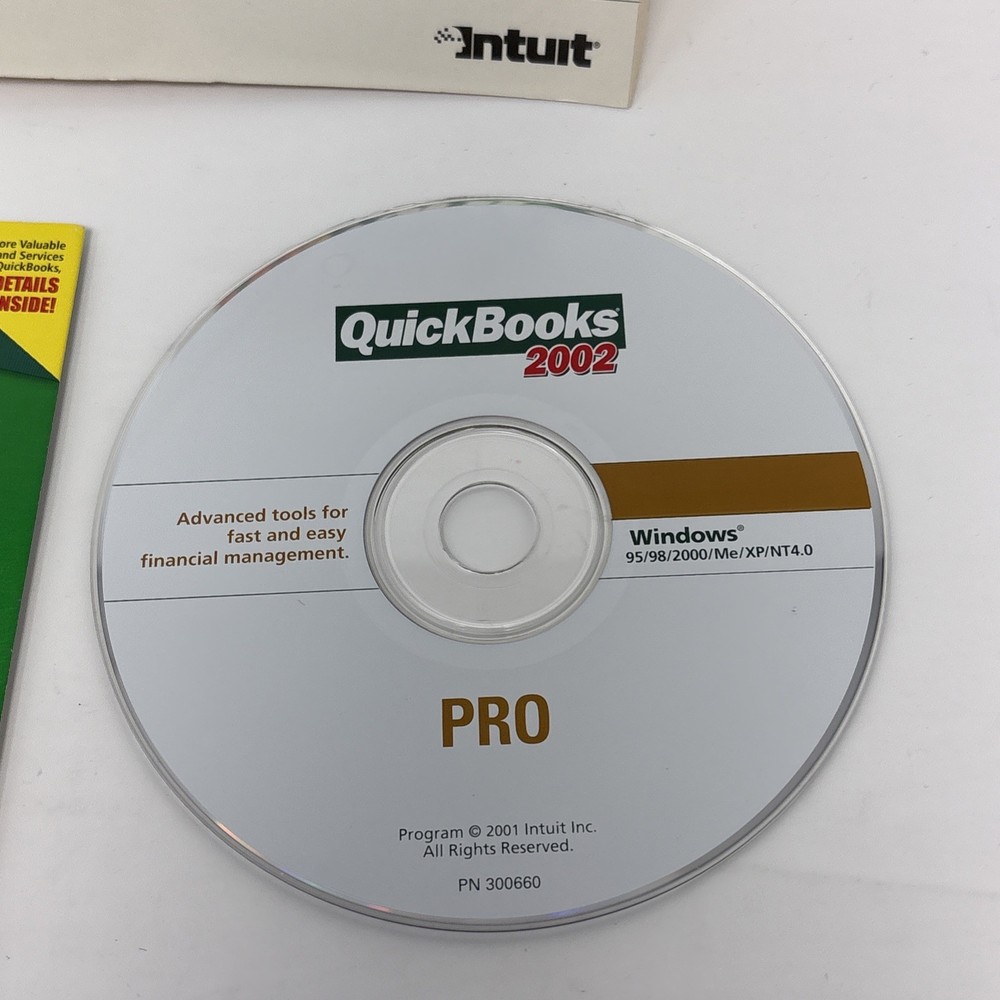 Intuit®
ore Valuable
nd Services
QuickBooks,
DETAILS
NSIDE!
QuickBooks®
2002
Advanced tools for
fast and easy
financial management.
Windows®
95/98/2000/Me/XP/NT4.0
PRO
Program © 2001 Intuit Inc.
All Rights Reserved.
PN 300660